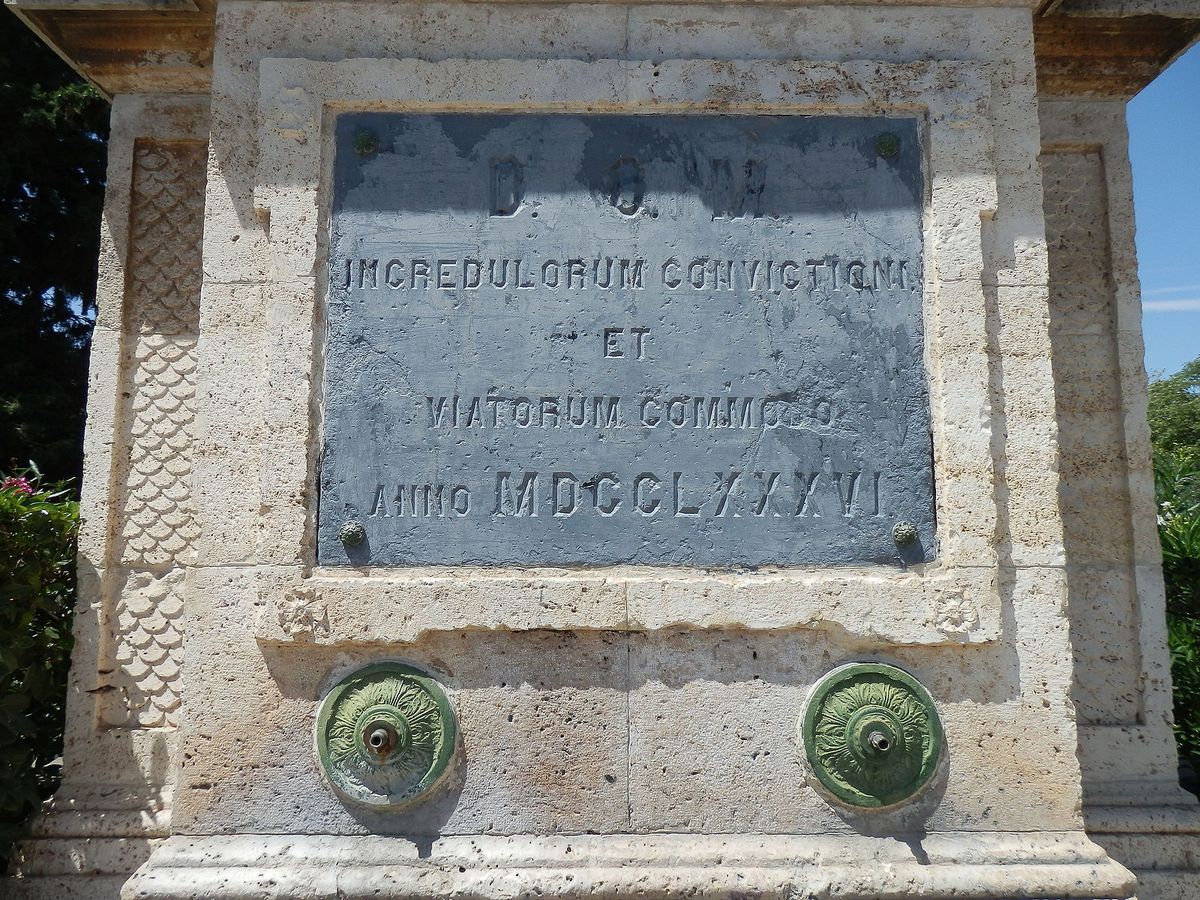 D. O. M.
INCREDULORUM CONVICTIONI
ET
VIATORUM COMMODO
ANNO MDCCLXXXVI.